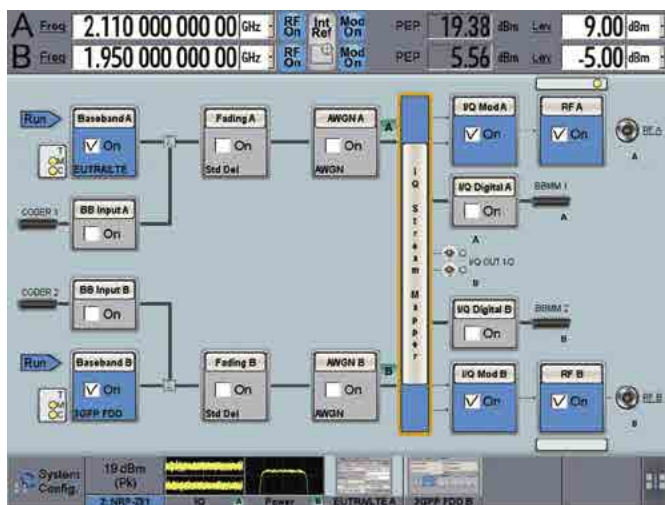 A Freq 2.110 000 000 00 GHz RF On Int Ref Mod On PEP 19.38 dBm Lev 9.00 dBm
B Freq 1.950 000 000 00 GHz RF On Mod On PEP 5.56 dBm Lev -5.00 dBm
Run
Baseband A
On
T
M
C
EUTRA/LTE
Fading A
On
Std Del
AWGN A
On
AWGN
A
I/Q Mod A
On
RF A
On
RF A
A
CODER 1
BB Input A
On
I/Q Digital A
On
BBMM 1
A
I/Q Stream Mapper
A
I/Q OUT I/Q
B
CODER 2
BB Input B
On
I/Q Digital B
On
BBMM 2
B
Run
Baseband B
On
T
M
C
3GPP FDD
Fading B
On
Std Del
AWGN B
On
AWGN
B
I/Q Mod B
On
RF B
On
RF B
B
System Config.
19 dBm
(Pk)
2: NRP-Z81
I/Q A
Power B
EUTRA/LTE A
3GPP FDD B